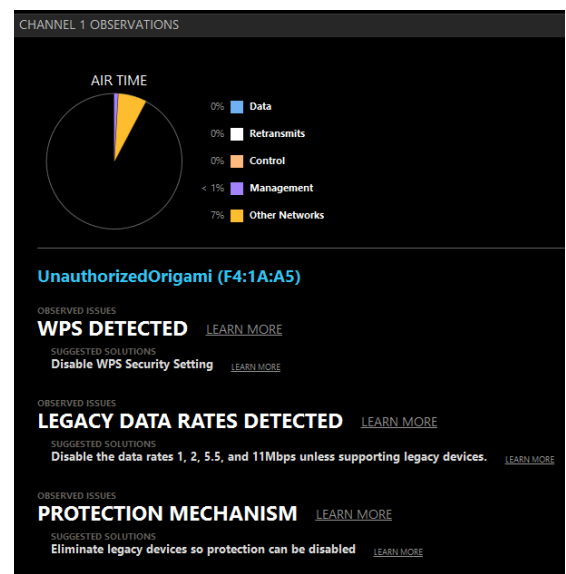 CHANNEL 1 OBSERVATIONS
AIR TIME
0% Data
0% Retransmits
0% Control
< 1% Management
7% Other Networks
UnauthorizedOrigami (F4:1A:A5)
OBSERVED ISSUES
WPS DETECTED LEARN MORE
SUGGESTED SOLUTIONS
Disable WPS Security Setting LEARN MORE
OBSERVED ISSUES
LEGACY DATA RATES DETECTED LEARN MORE
SUGGESTED SOLUTIONS
Disable the data rates 1, 2, 5.5, and 11Mbps unless supporting legacy devices. LEARN MORE
OBSERVED ISSUES
PROTECTION MECHANISM LEARN MORE
SUGGESTED SOLUTIONS
Eliminate legacy devices so protection can be disabled LEARN MORE